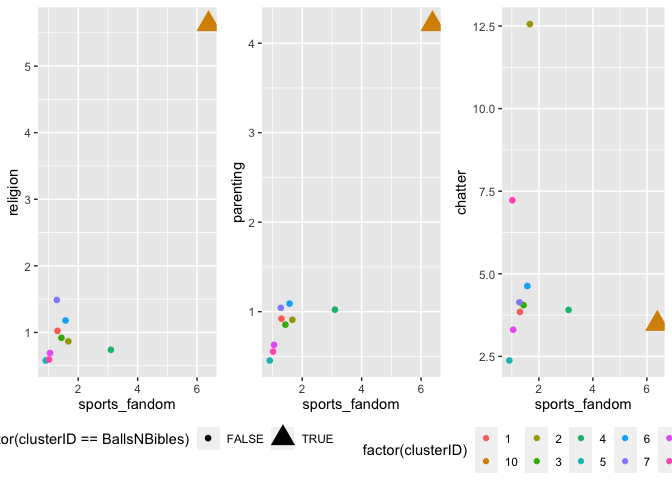 5
4
3
2
1
religion
2 4 6
sports_fandom
4
3
2
1
parenting
2 4 6
sports_fandom
12.5
10.0
7.5
5.0
2.5
chatter
2 4 6
sports_fandom
tor(clusterID == BallsNBibles) FALSE TRUE
factor(clusterID)
1 2 4 6
10 3 5 7